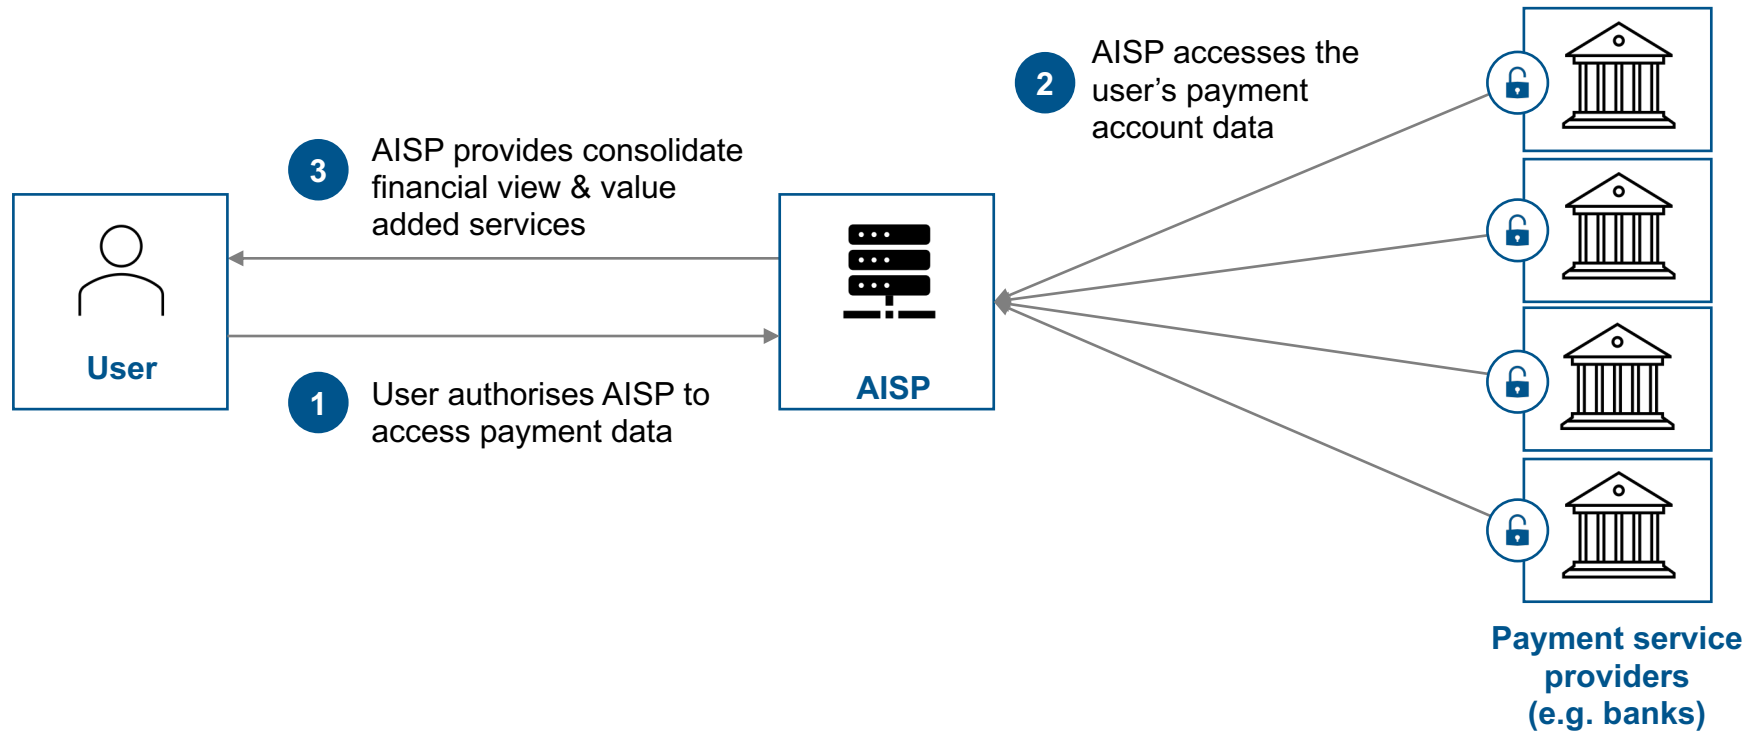 2
AISP accesses the
user’s payment
account data
3
AISP provides consolidate
financial view & value
added services
User
AISP
1
User authorises AISP to
access payment data
Payment service
providers
(e.g. banks)